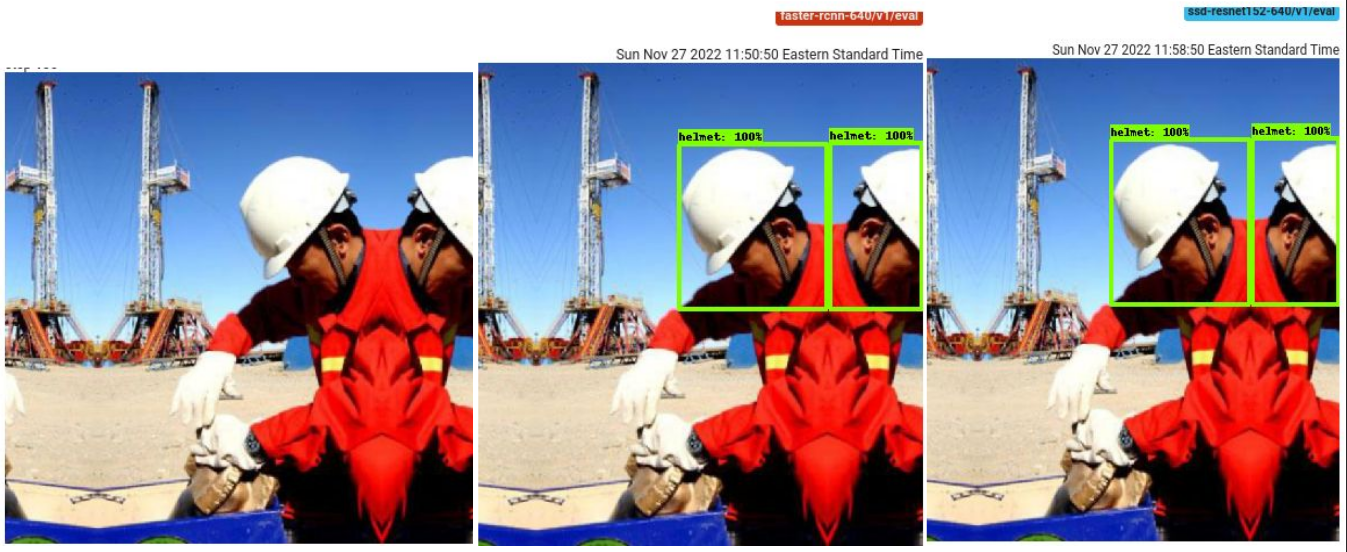 faster-rcnn-640/v1/eval
Sun Nov 27 2022 11:50:50 Eastern Standard Time
helmet: 100%
helmet: 100%
ssd-resnet152-640/v1/eval
Sun Nov 27 2022 11:58:50 Eastern Standard Time
helmet: 100%
helmet: 100%